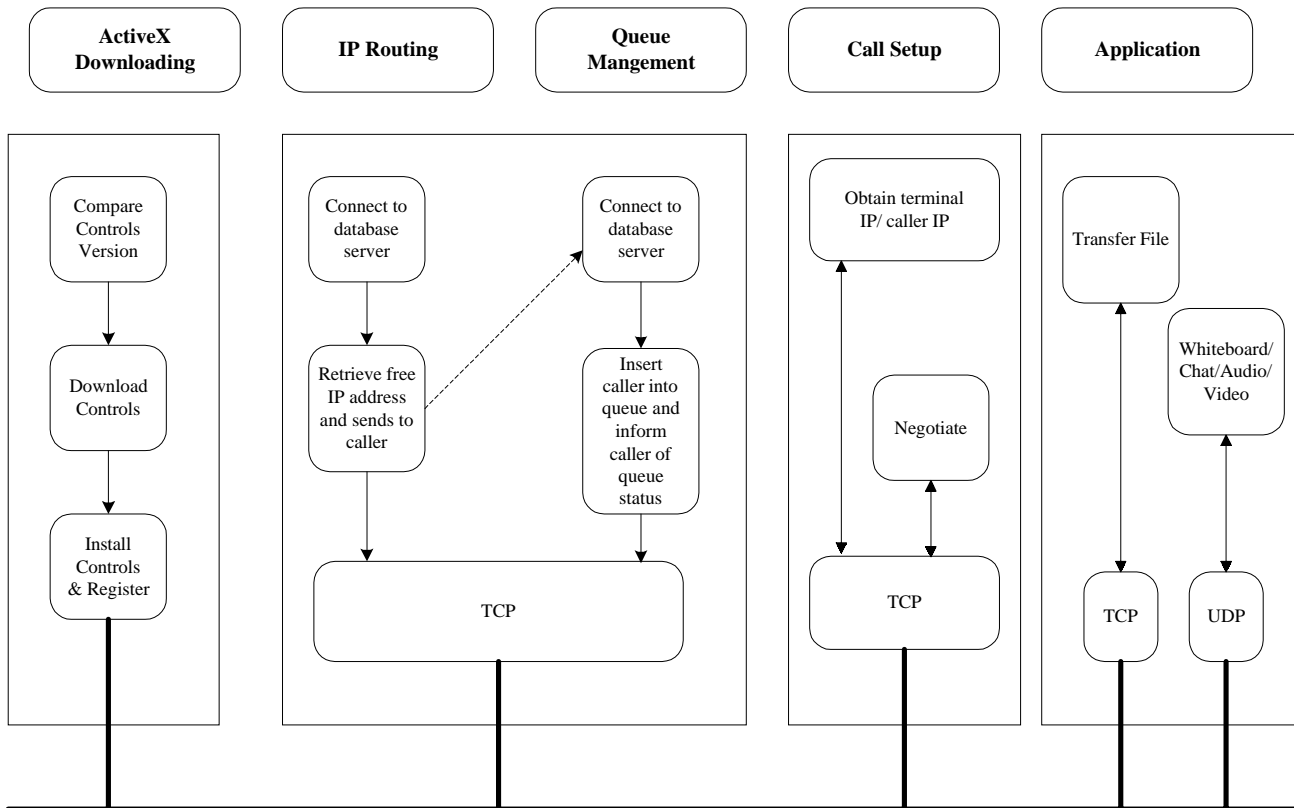 ActiveX
Downloading
IP Routing
Queue
Mangement
Call Setup
Application
Compare
Controls
Version
Download
Controls
Install
Controls
& Register
Connect to
database
server
Retrieve free
IP address
and sends to
caller
Connect to
database
server
Insert
caller into
queue and
inform
caller of
queue
status
TCP
Obtain terminal
IP/ caller IP
Negotiate
TCP
Transfer File
Whiteboard/
Chat/Audio/
Video
TCP
UDP